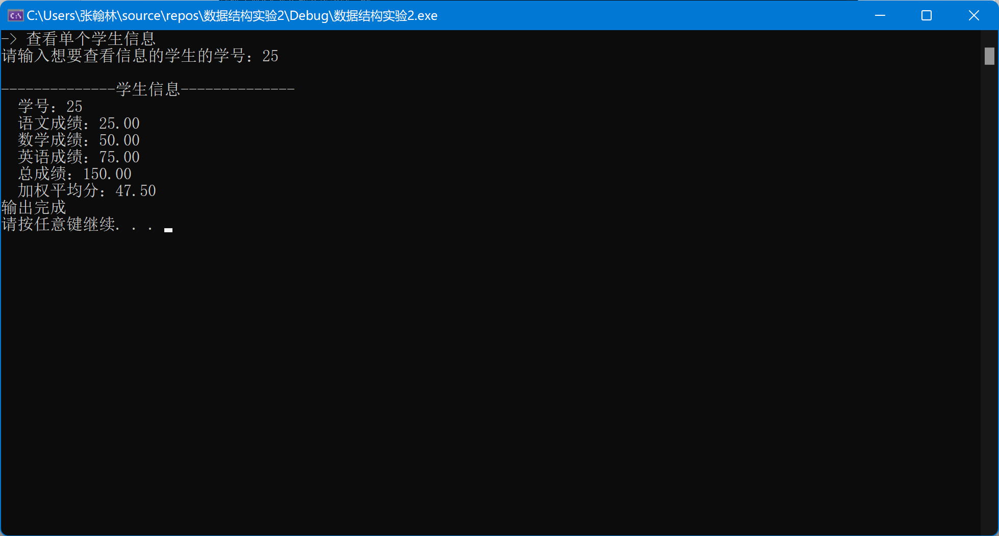 C:\Users\张翰林\source\repos\数据结构实验2\Debug\数据结构实验2.exe
-> 查看单个学生信息
请输入想要查看信息的学生的学号：25
--------------学生信息--------------
学号：25
语文成绩：25.00
数学成绩：50.00
英语成绩：75.00
总成绩：150.00
加权平均分：47.50
输出完成
请按任意键继续. . .